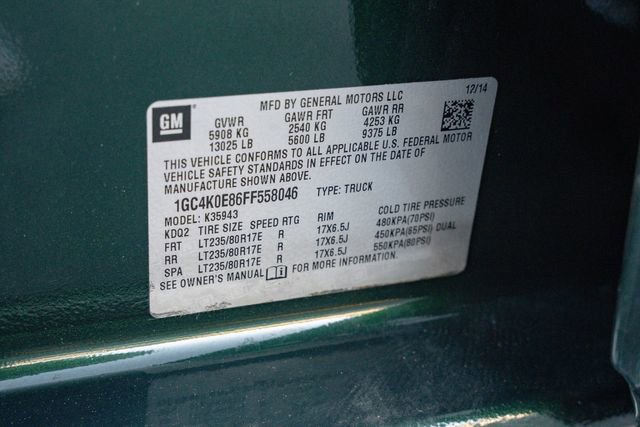 GM
MFD BY GENERAL MOTORS LLC 12/14
GVWR GAWR FRT GAWR RR
5908 KG 2540 KG 4253 KG
13025 LB 5600 LB 9375 LB
THIS VEHICLE CONFORMS TO ALL APPLICABLE U.S. FEDERAL MOTOR
VEHICLE SAFETY STANDARDS IN EFFECT ON THE DATE OF
MANUFACTURE SHOWN ABOVE.
1GC4K0E86FF558046 TYPE: TRUCK
MODEL: K35943
KDQ2 TIRE SIZE SPEED RTG RIM COLD TIRE PRESSURE
FRT LT235/80R17E R 17X6.5J 480KPA(70PSI)
RR LT235/80R17E R 17X6.5J 450KPA(65PSI) DUAL
SPA LT235/80R17E R 17X6.5J 550KPA(80PSI)
SEE OWNER'S MANUAL i FOR MORE INFORMATION.